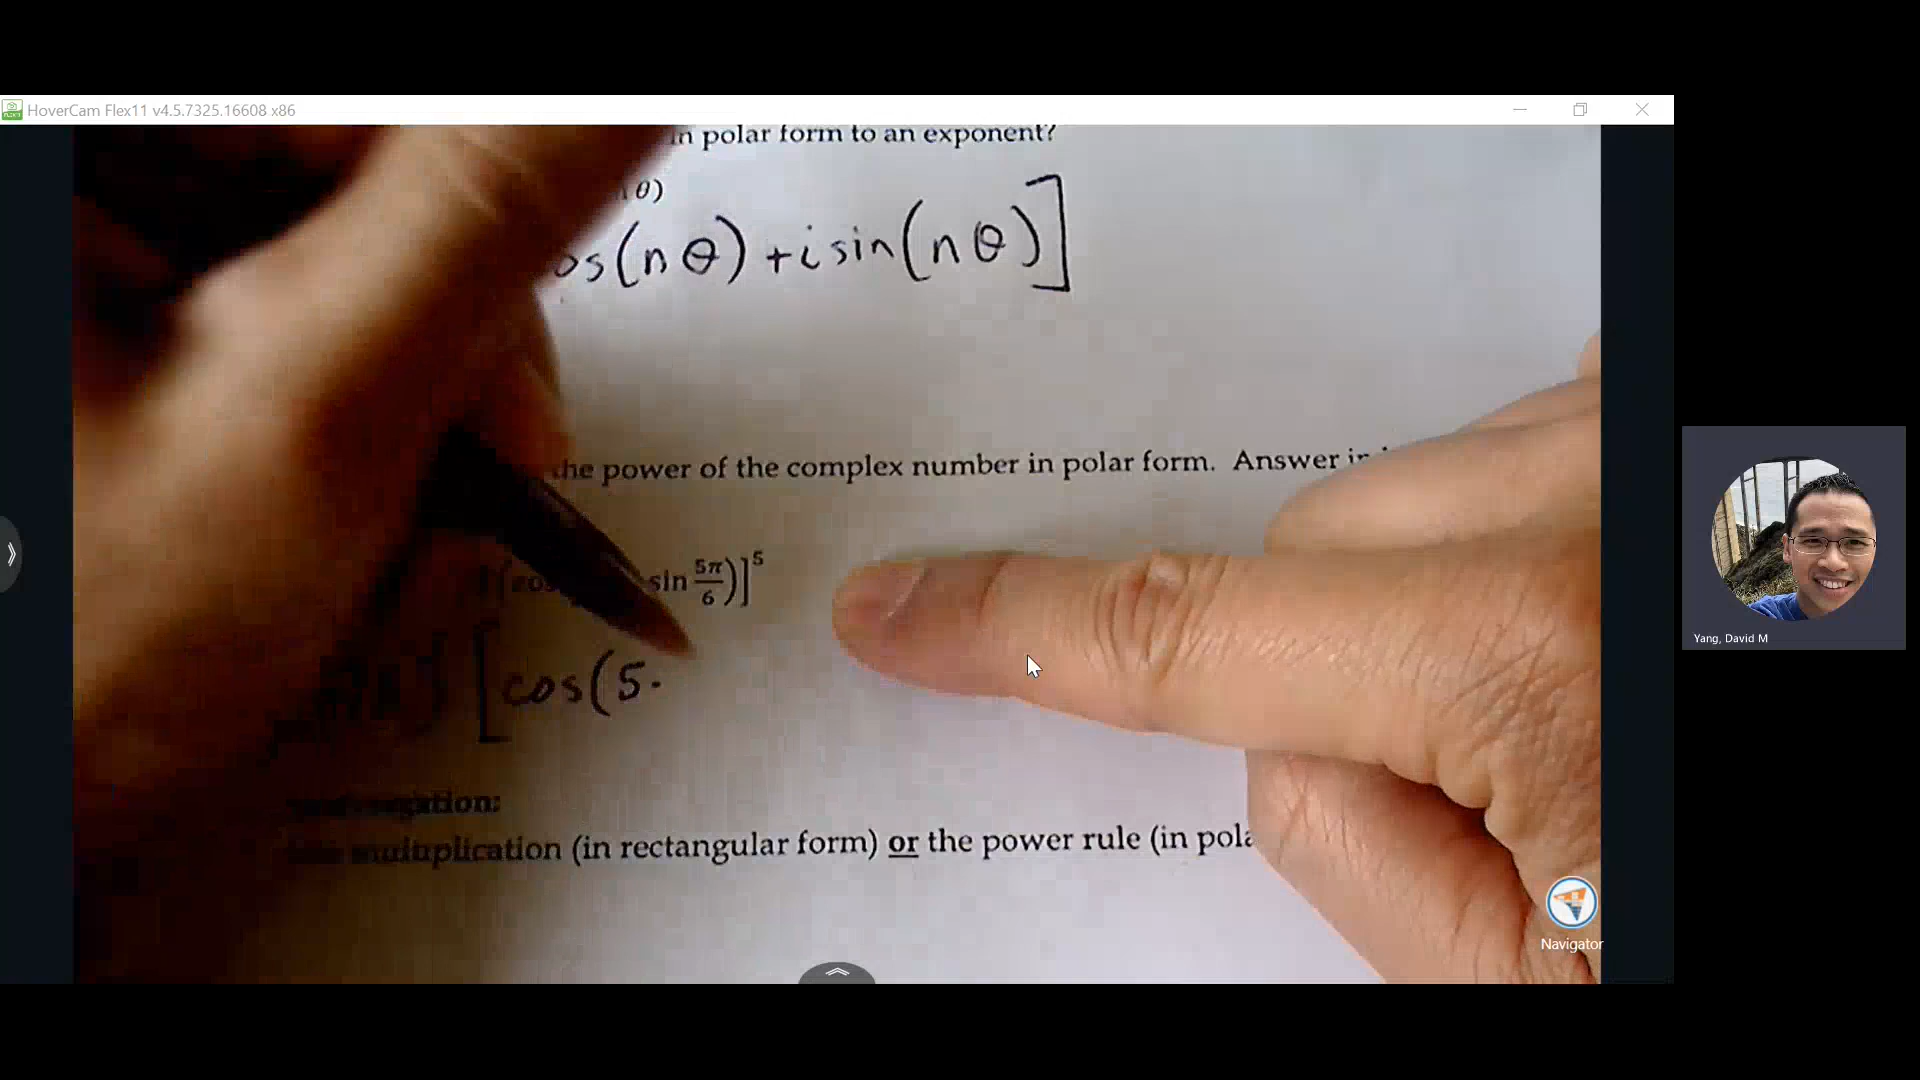 HoverCam Flex11 v4.5.7325.16608 x86
in polar form to an exponent?
θ)
os(nθ) + i sin(nθ)]
the power of the complex number in polar form. Answer in
sin 5π/6)]^5
[cos(5·
multiplication (in rectangular form) or the power rule (in pola
Yang, David M
Navigator